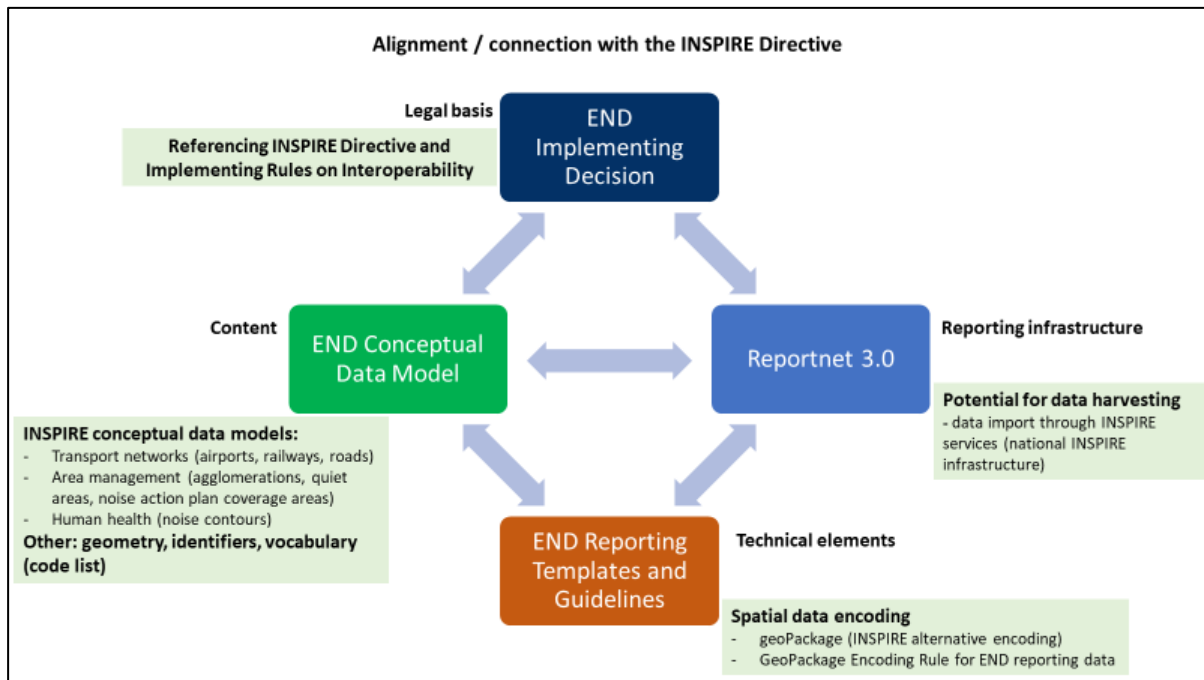 Alignment / connection with the INSPIRE Directive
Legal basis
Referencing INSPIRE Directive and
Implementing Rules on Interoperability
END
Implementing
Decision
Content
END Conceptual
Data Model
INSPIRE conceptual data models:
- Transport networks (airports, railways, roads)
- Area management (agglomerations, quiet
areas, noise action plan coverage areas)
- Human health (noise contours)
Other: geometry, identifiers, vocabulary
(code list)
Reportnet 3.0
Reporting infrastructure
Potential for data harvesting
- data import through INSPIRE
services (national INSPIRE
infrastructure)
END Reporting
Templates and
Guidelines
Technical elements
Spatial data encoding
- geoPackage (INSPIRE alternative encoding)
- GeoPackage Encoding Rule for END reporting data